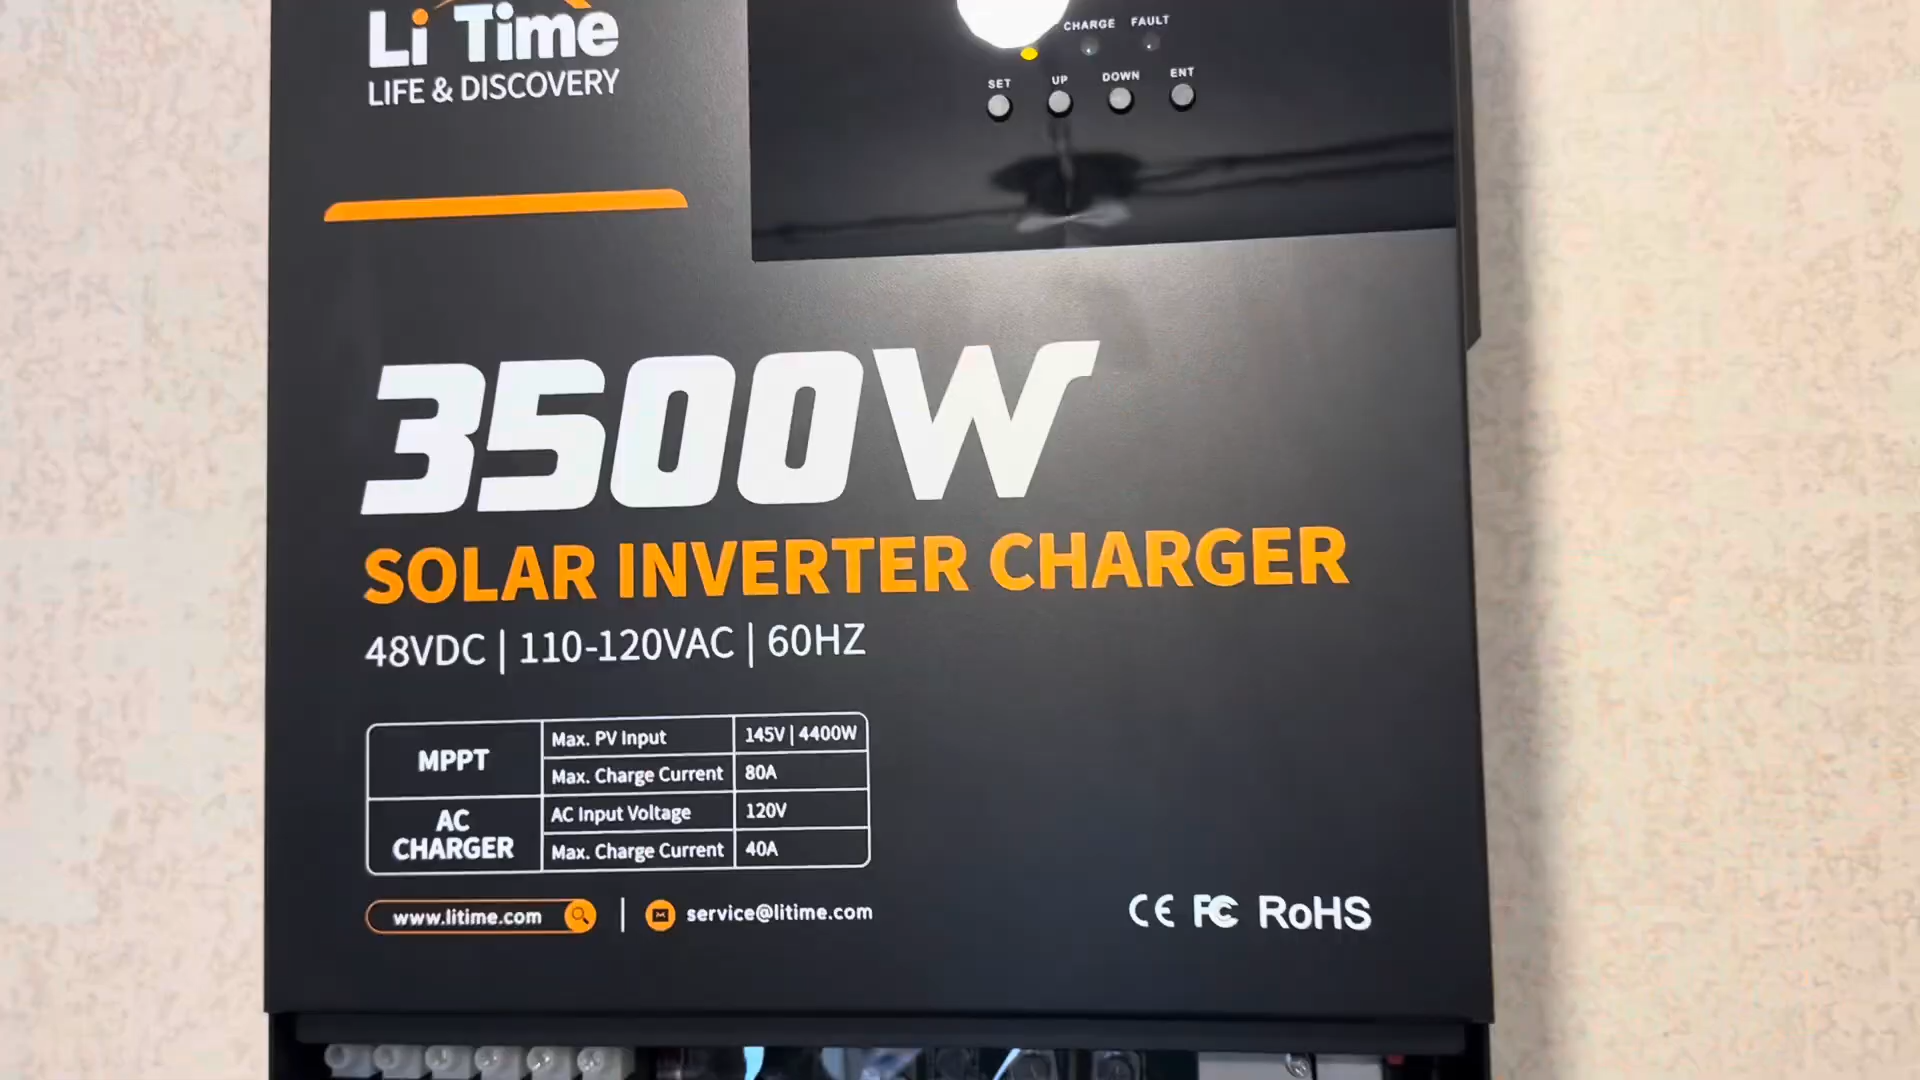 Li Time
LIFE & DISCOVERY
CHARGE FAULT
SET UP DOWN ENT
3500W
SOLAR INVERTER CHARGER
48VDC | 110-120VAC | 60HZ
MPPT
Max. PV Input 145V | 4400W
Max. Charge Current 80A
AC CHARGER
AC Input Voltage 120V
Max. Charge Current 40A
www.litime.com | service@litime.com
CE FC RoHS